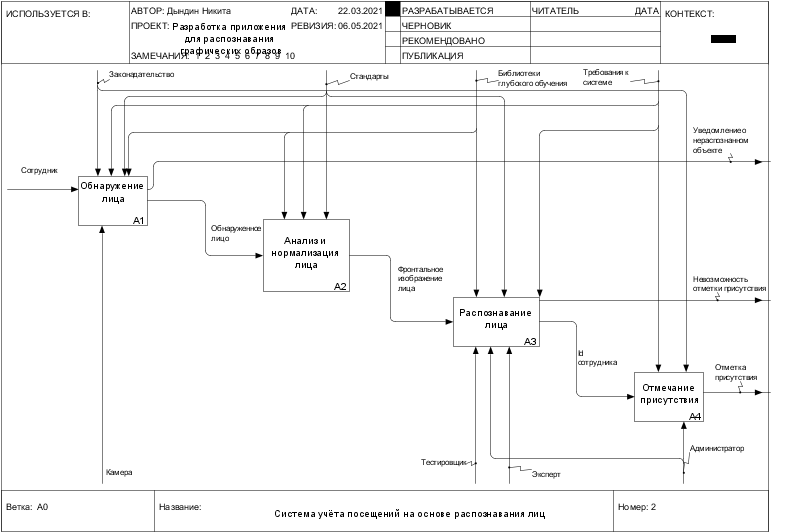 ИСПОЛЬЗУЕТСЯ В:
АВТОР: Дындин Никита
ДАТА: 22.03.2021
РАЗРАБАТЫВАЕТСЯ
ЧИТАТЕЛЬ
ДАТА
КОНТЕКСТ:
ПРОЕКТ: Разработка приложения
для распознавания
графических образов
РЕВИЗИЯ: 06.05.2021
ЧЕРНОВИК
РЕКОМЕНДОВАНО
ЗАМЕЧАНИЯ: 1 2 3 4 5 6 7 8 9 10
ПУБЛИКАЦИЯ
Законодательство
Стандарты
Библиотеки
глубокого обучения
Требования к
системе
Уведомление о
нераспознанном
объекте
Сотрудник
Обнаружение
лица
A1
Обнаруженное
лицо
Анализ и
нормализация
лица
A2
Фронтальное
изображение
лица
Невозможность
отметки присутствия
Распознавание
лица
A3
Id
сотрудника
Отметка
присутствия
Отмечание
присутствия
A4
Камера
Тестировщик
Эксперт
Администратор
Ветка: A0
Название:
Система учёта посещений на основе распознавания лиц
Номер: 2